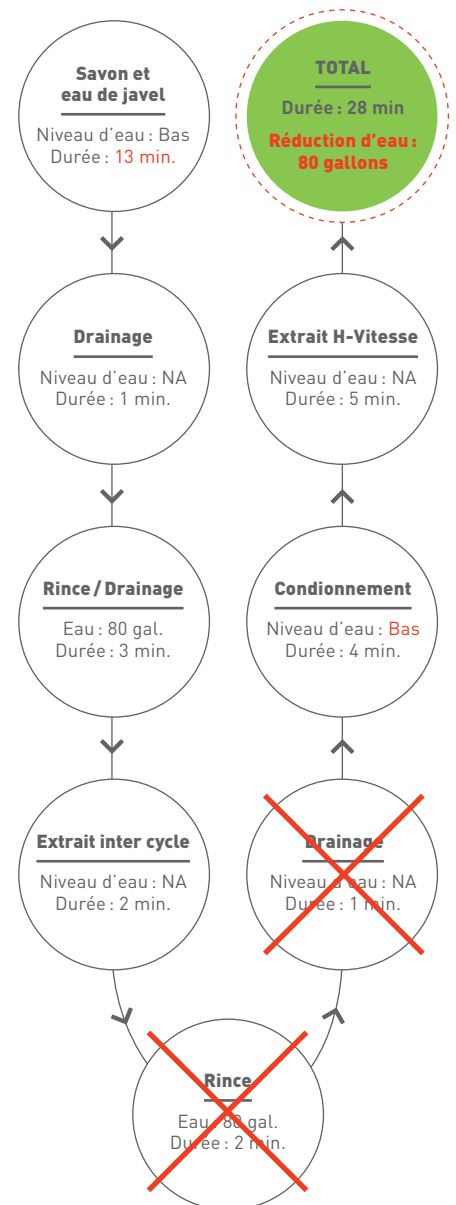 Savon et
eau de javel
Niveau d'eau : Bas
Durée : 13 min.
Drainage
Niveau d'eau : NA
Durée : 1 min.
Rince / Drainage
Eau : 80 gal.
Durée : 3 min.
Extrait inter cycle
Niveau d'eau : NA
Durée : 2 min.
Rince
Eau : 80 gal.
Durée : 2 min.
Drainage
Niveau d'eau : NA
Durée : 1 min.
Condionnement
Niveau d'eau : Bas
Durée : 4 min.
Extrait H-Vitesse
Niveau d'eau : NA
Durée : 5 min.
TOTAL
Durée : 28 min
Réduction d'eau :
80 gallons